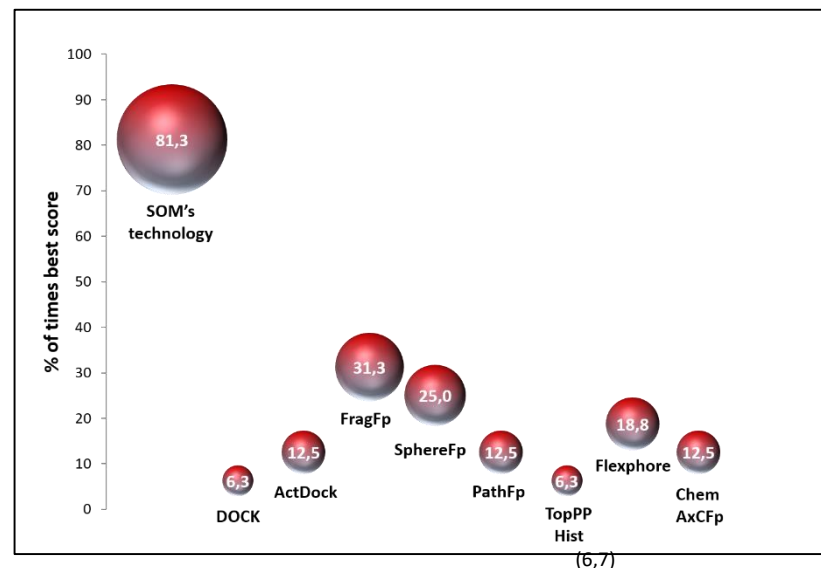 % of times best score
100
90
80
70
60
50
40
30
20
10
0
81,3
SOM's
technology
6,3
DOCK
12,5
ActDock
31,3
FragFp
25,0
SphereFp
12,5
PathFp
6,3
TopPP
Hist
18,8
Flexphore
12,5
Chem
AxCFp
(6,7)